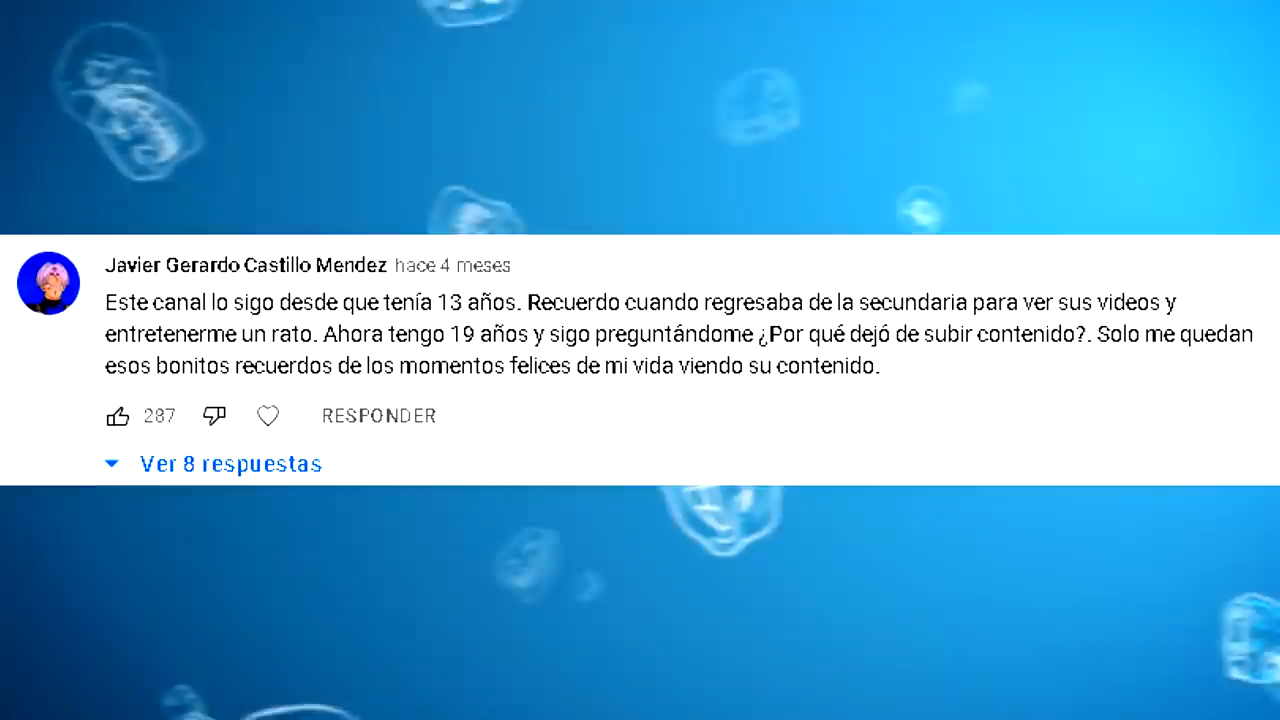 Javier Gerardo Castillo Mendez hace 4 meses
Este canal lo sigo desde que tenía 13 años. Recuerdo cuando regresaba de la secundaria para ver sus videos y
entretenerme un rato. Ahora tengo 19 años y sigo preguntándome ¿Por qué dejó de subir contenido?. Solo me quedan
esos bonitos recuerdos de los momentos felices de mi vida viendo su contenido.
287 RESPONDER
Ver 8 respuestas